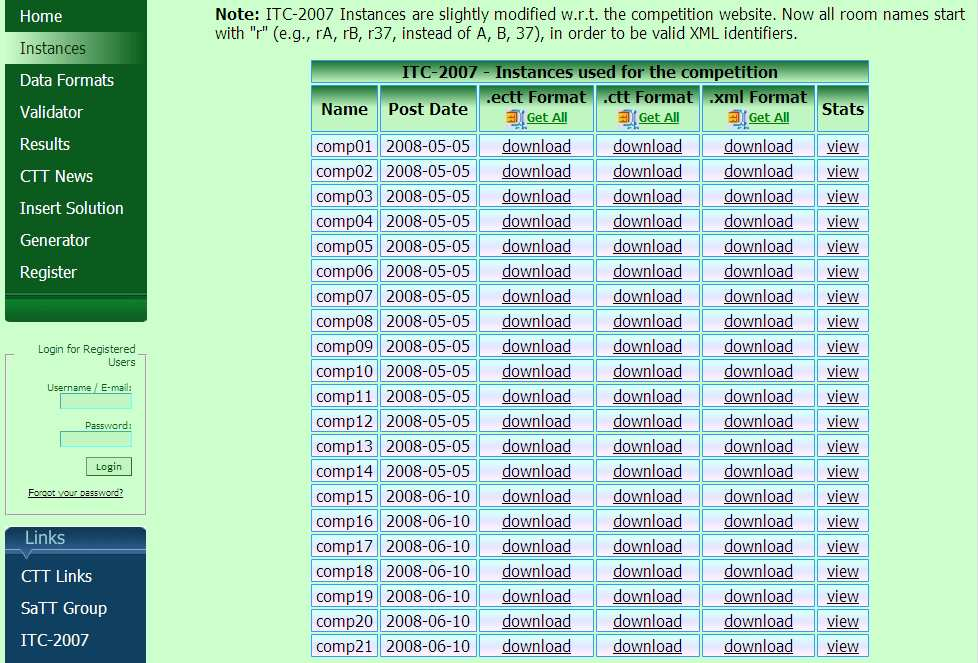 Home
Instances
Data Formats
Validator
Results
CTT News
Insert Solution
Generator
Register
Login for Registered
Users
Username / E-mail:
Password:
Login
Forgot your password?
Links
CTT Links
SaTT Group
ITC-2007
Note: ITC-2007 Instances are slightly modified w.r.t. the competition website. Now all room names start
with "r" (e.g., rA, rB, r37, instead of A, B, 37), in order to be valid XML identifiers.
ITC-2007 - Instances used for the competition
Name Post Date .ectt Format Get All .ctt Format Get All .xml Format Get All Stats
comp01 2008-05-05 download download download view
comp02 2008-05-05 download download download view
comp03 2008-05-05 download download download view
comp04 2008-05-05 download download download view
comp05 2008-05-05 download download download view
comp06 2008-05-05 download download download view
comp07 2008-05-05 download download download view
comp08 2008-05-05 download download download view
comp09 2008-05-05 download download download view
comp10 2008-05-05 download download download view
comp11 2008-05-05 download download download view
comp12 2008-05-05 download download download view
comp13 2008-05-05 download download download view
comp14 2008-05-05 download download download view
comp15 2008-06-10 download download download view
comp16 2008-06-10 download download download view
comp17 2008-06-10 download download download view
comp18 2008-06-10 download download download view
comp19 2008-06-10 download download download view
comp20 2008-06-10 download download download view
comp21 2008-06-10 download download download view